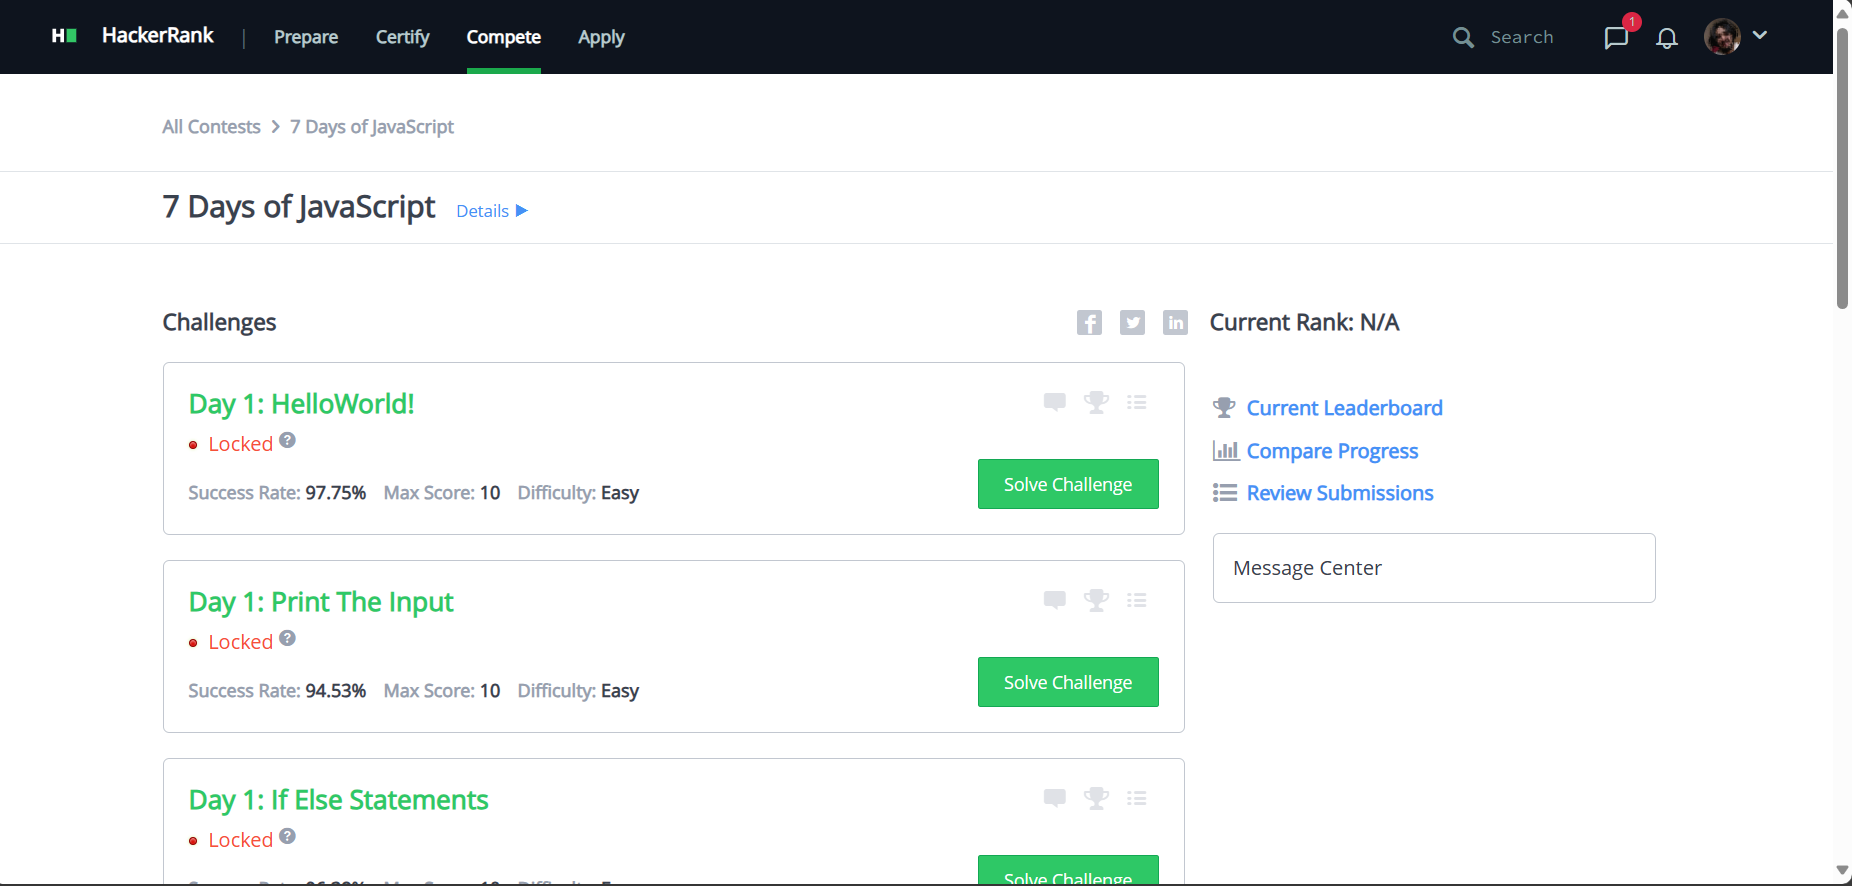 H HackerRank | Prepare Certify Compete Apply Search 1
All Contests > 7 Days of JavaScript
7 Days of JavaScript Details ▶
Challenges
Current Rank: N/A
Day 1: HelloWorld!
Locked ?
Success Rate: 97.75% Max Score: 10 Difficulty: Easy
Solve Challenge
Day 1: Print The Input
Locked ?
Success Rate: 94.53% Max Score: 10 Difficulty: Easy
Solve Challenge
Day 1: If Else Statements
Locked ?
Solve Challenge
Current Leaderboard
Compare Progress
Review Submissions
Message Center